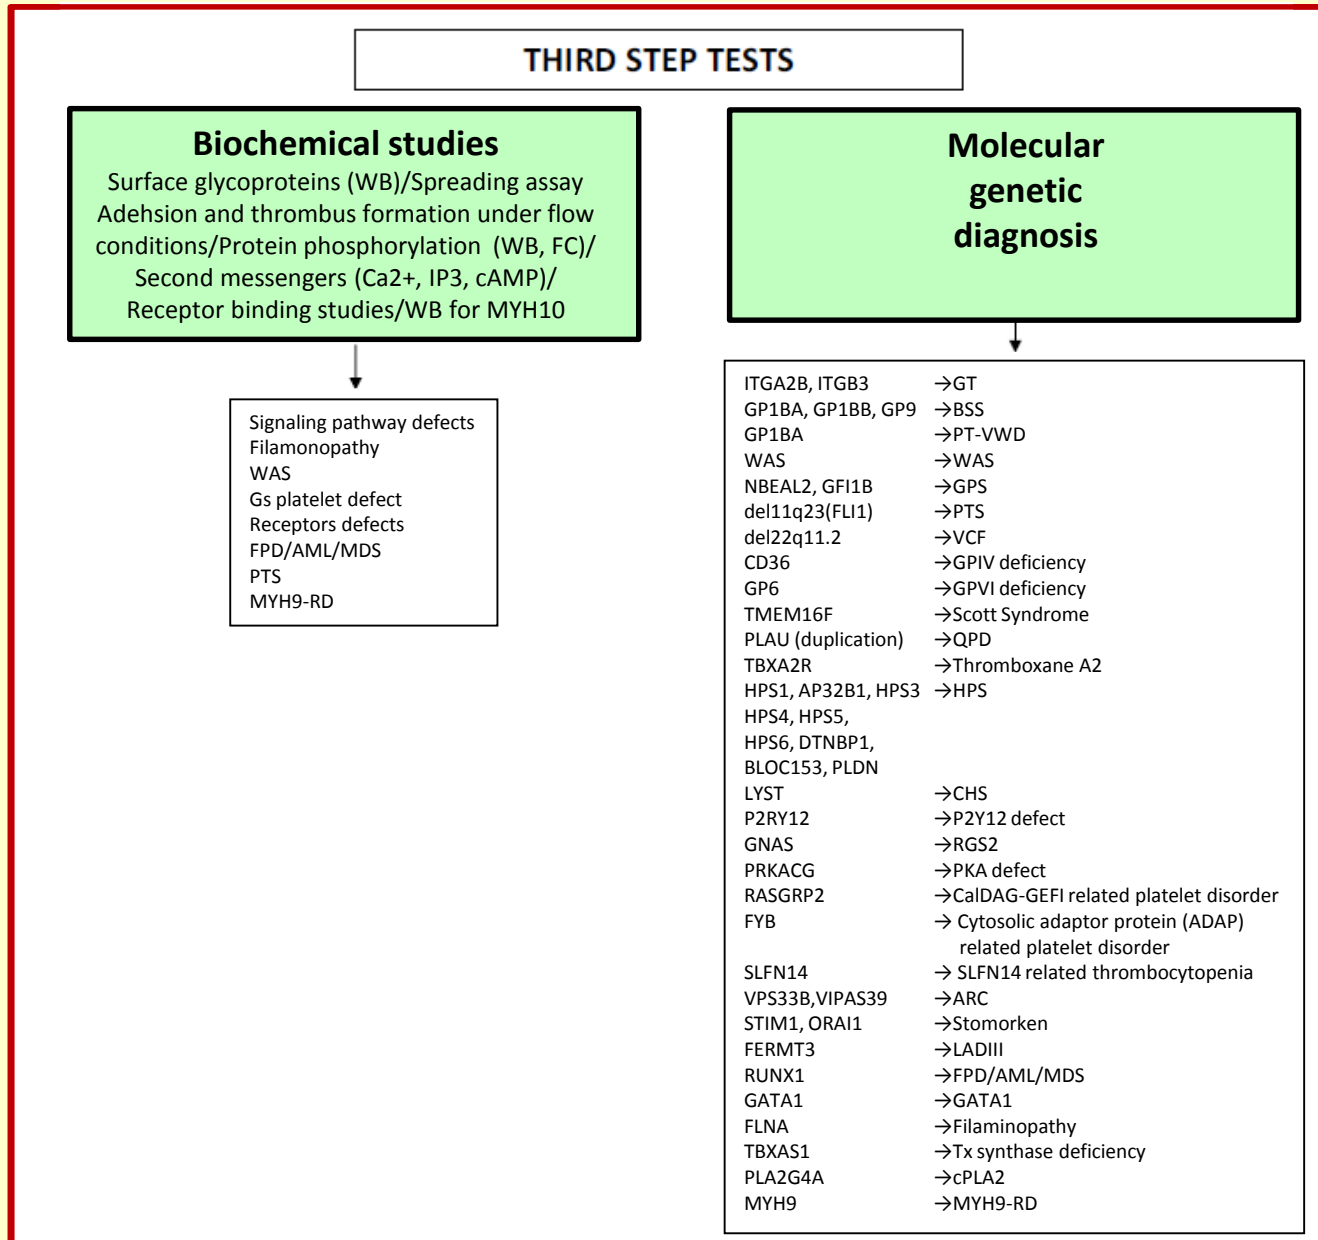 THIRD STEP TESTS
Biochemical studies
Surface glycoproteins (WB)/Spreading assay
Adehsion and thrombus formation under flow
conditions/Protein phosphorylation (WB, FC)/
Second messengers (Ca2+, IP3, cAMP)/
Receptor binding studies/WB for MYH10
Signaling pathway defects
Filamonopathy
WAS
Gs platelet defect
Receptors defects
FPD/AML/MDS
PTS
MYH9-RD
Molecular
genetic
diagnosis
ITGA2B, ITGB3 →GT
GP1BA, GP1BB, GP9 →BSS
GP1BA →PT-VWD
WAS →WAS
NBEAL2, GFI1B →GPS
del11q23(FLI1) →PTS
del22q11.2 →VCF
CD36 →GPIV deficiency
GP6 →GPVI deficiency
TMEM16F →Scott Syndrome
PLAU (duplication) →QPD
TBXA2R →Thromboxane A2
HPS1, AP32B1, HPS3 →HPS
HPS4, HPS5,
HPS6, DTNBP1,
BLOC153, PLDN
LYST →CHS
P2RY12 →P2Y12 defect
GNAS →RGS2
PRKACG →PKA defect
RASGRP2 →CalDAG-GEFI related platelet disorder
FYB → Cytosolic adaptor protein (ADAP)
related platelet disorder
SLFN14 → SLFN14 related thrombocytopenia
VPS33B,VIPAS39 →ARC
STIM1, ORAI1 →Stomorken
FERMT3 →LADIII
RUNX1 →FPD/AML/MDS
GATA1 →GATA1
FLNA →Filaminopathy
TBXAS1 →Tx synthase deficiency
PLA2G4A →cPLA2
MYH9 →MYH9-RD